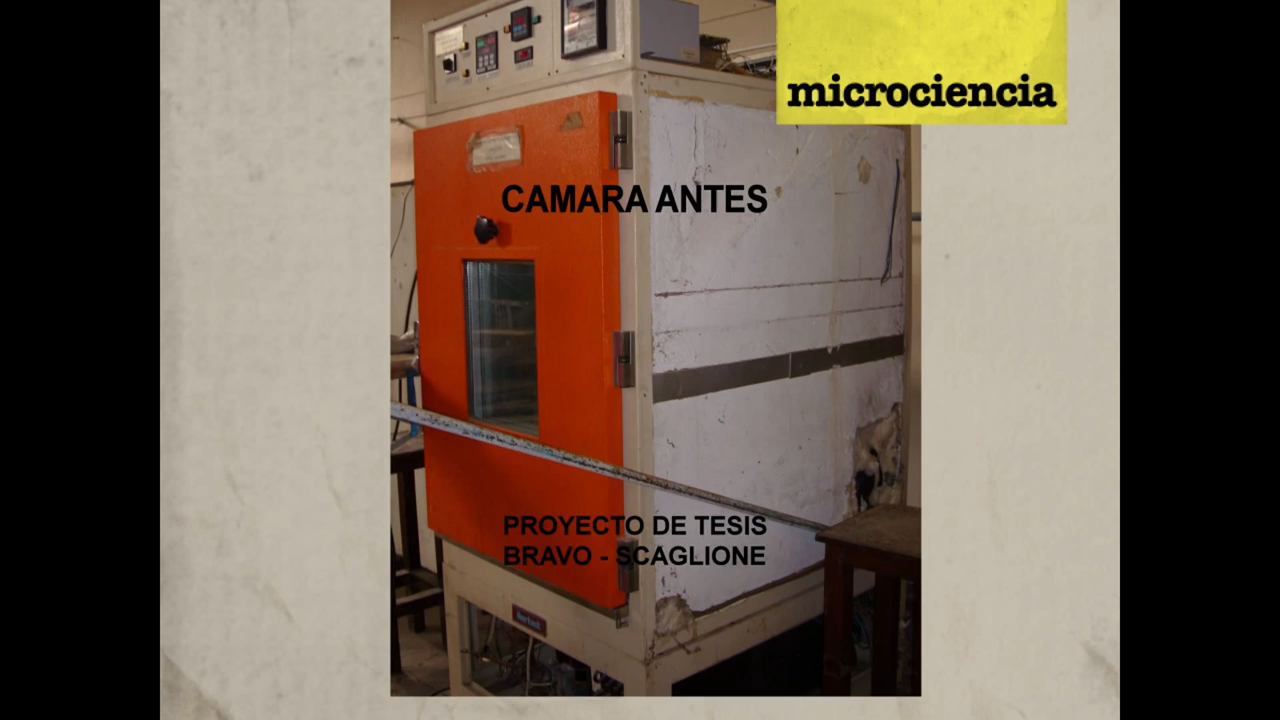 microciencia
CAMARA ANTES
PROYECTO DE TESIS
BRAVO - SCAGLIONE